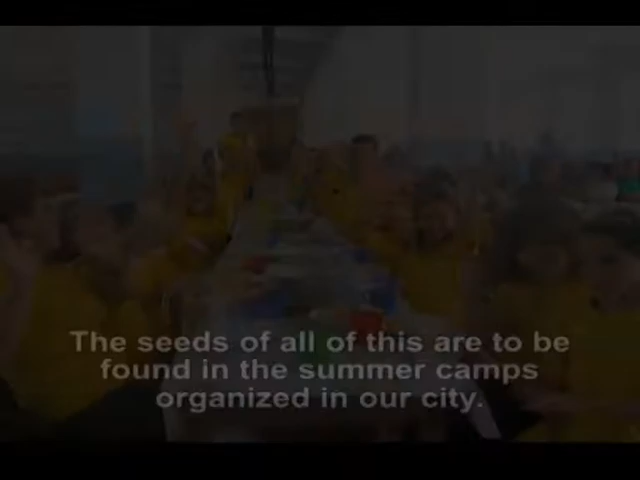 The seeds of all of this are to be
found in the summer camps
organized in our city.